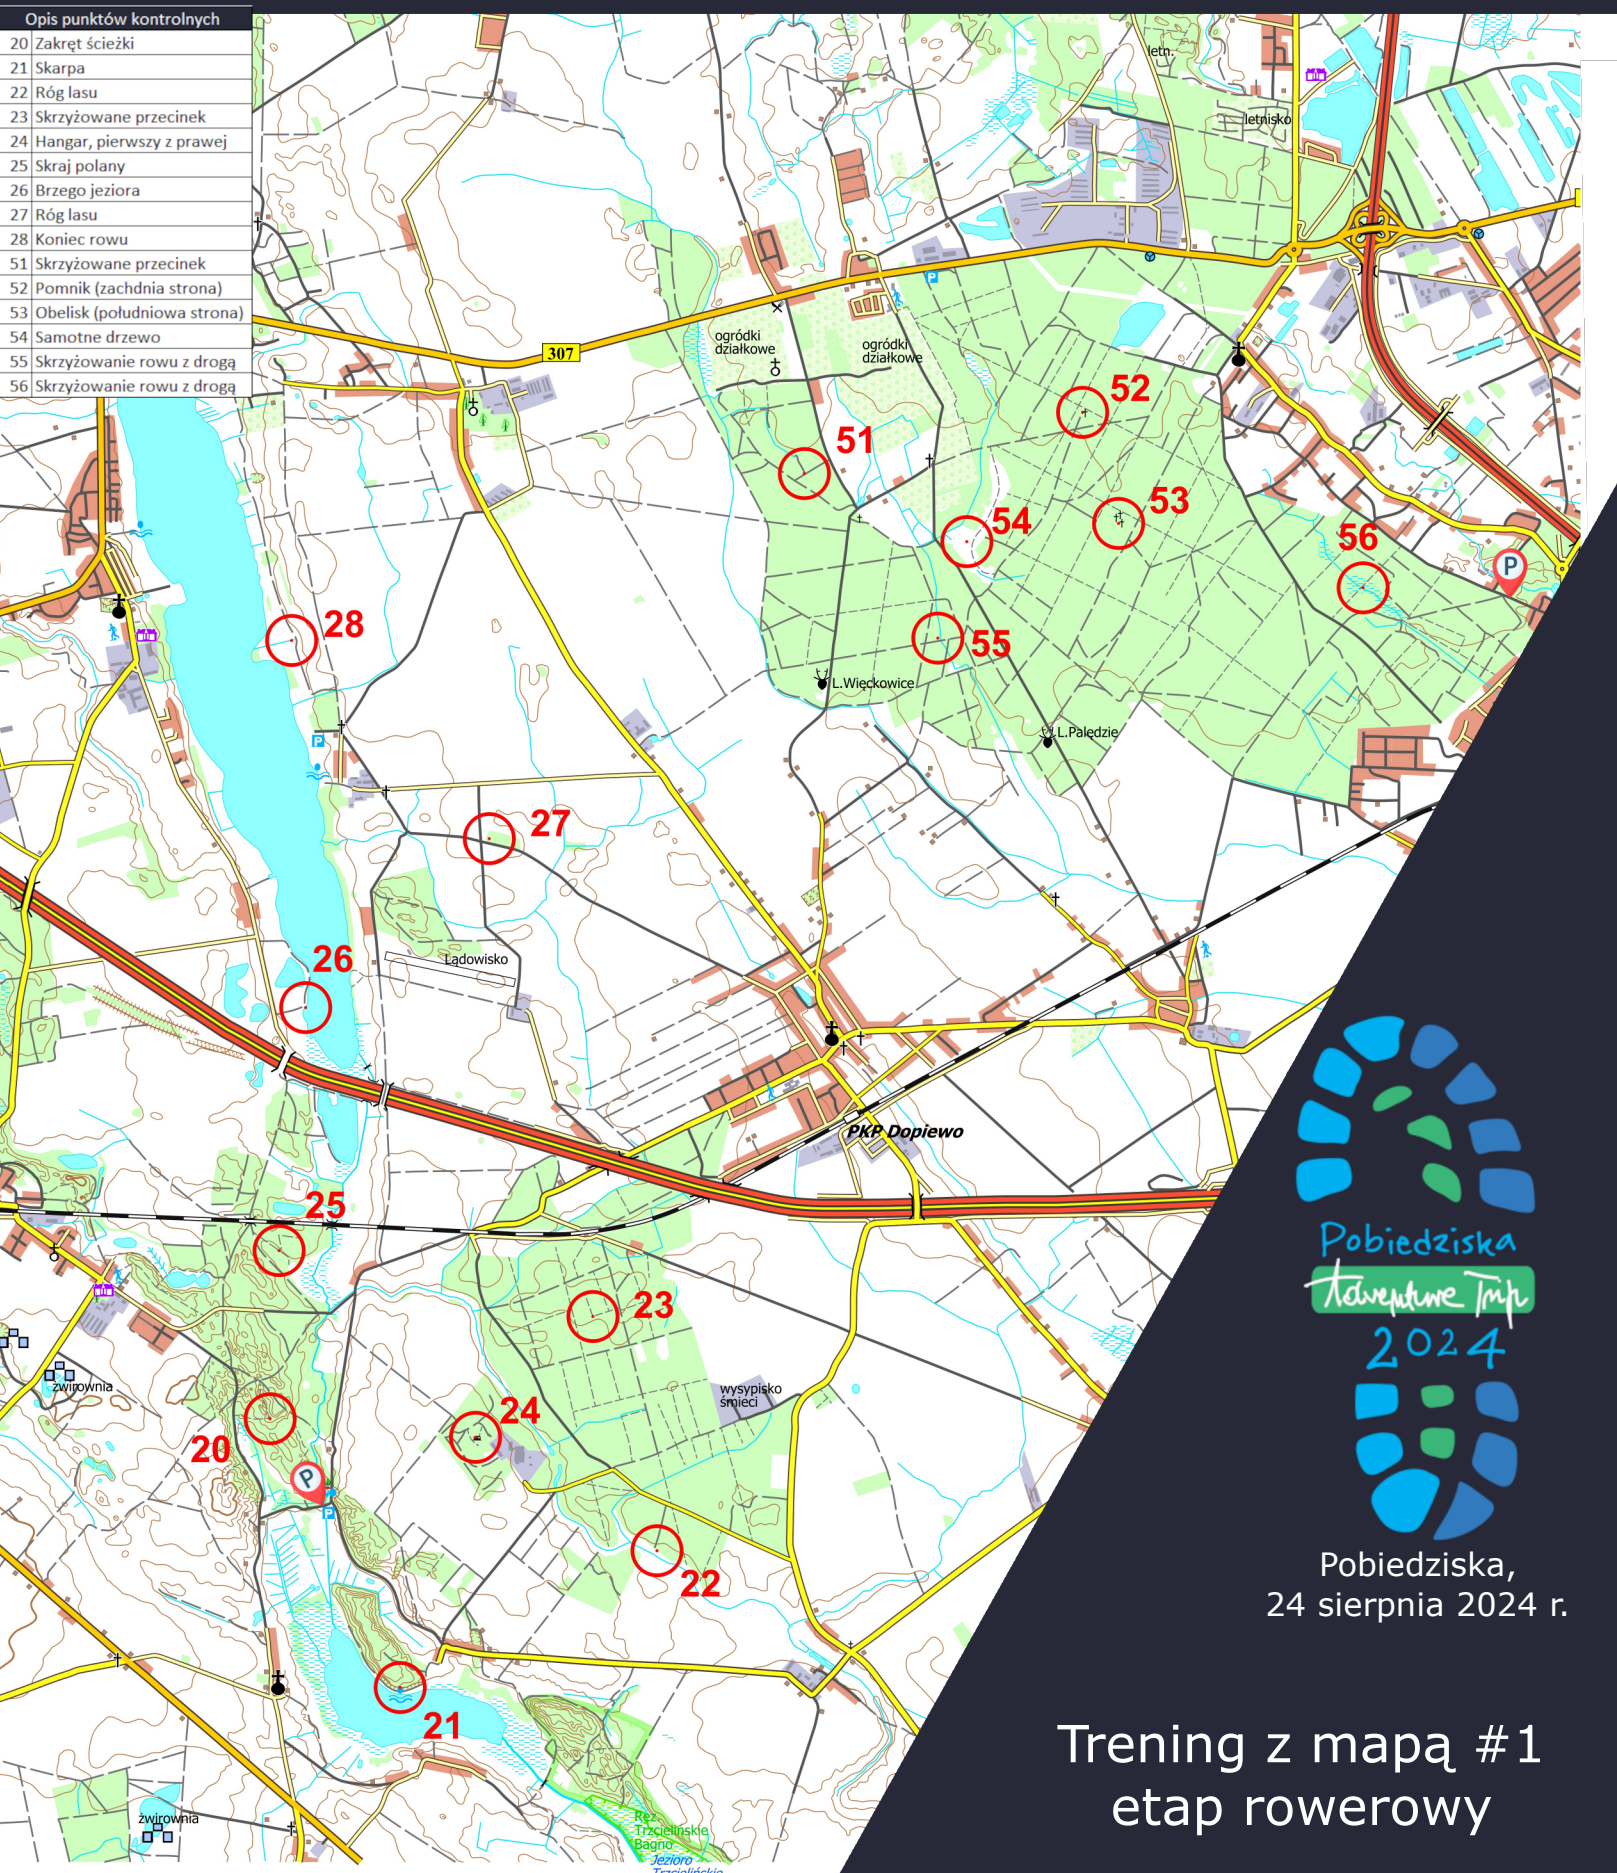 Opis punktów kontrolnych
20 Zakręt ścieżki
21 Skarpa
22 Róg lasu
23 Skrzyżowane przecinek
24 Hangar, pierwszy z prawej
25 Skraj polany
26 Brzego jeziora
27 Róg lasu
28 Koniec rowu
51 Skrzyżowane przecinek
52 Pomnik (zachdnia strona)
53 Obelisk (południowa strona)
54 Samotne drzewo
55 Skrzyżowanie rowu z drogą
56 Skrzyżowanie rowu z drogą
letn.
letnisko
P
307
ogródki
działkowe
ogródki
działkowe
52
51
53
54
56
P
28
55
L.Więckowice
L.Palędzie
P
27
26
Lądowisko
PKP Dopiewo
25
23
wysypisko
śmieci
żwirownia
24
20
P
P
22
21
żwirownia
Rez.
Trzcielińskie
Bagno
Jezioro
Trzcielińskie
Pobiedziska
Adventure Trip
2024
Pobiedziska,
24 sierpnia 2024 r.
Trening z mapą #1
etap rowerowy